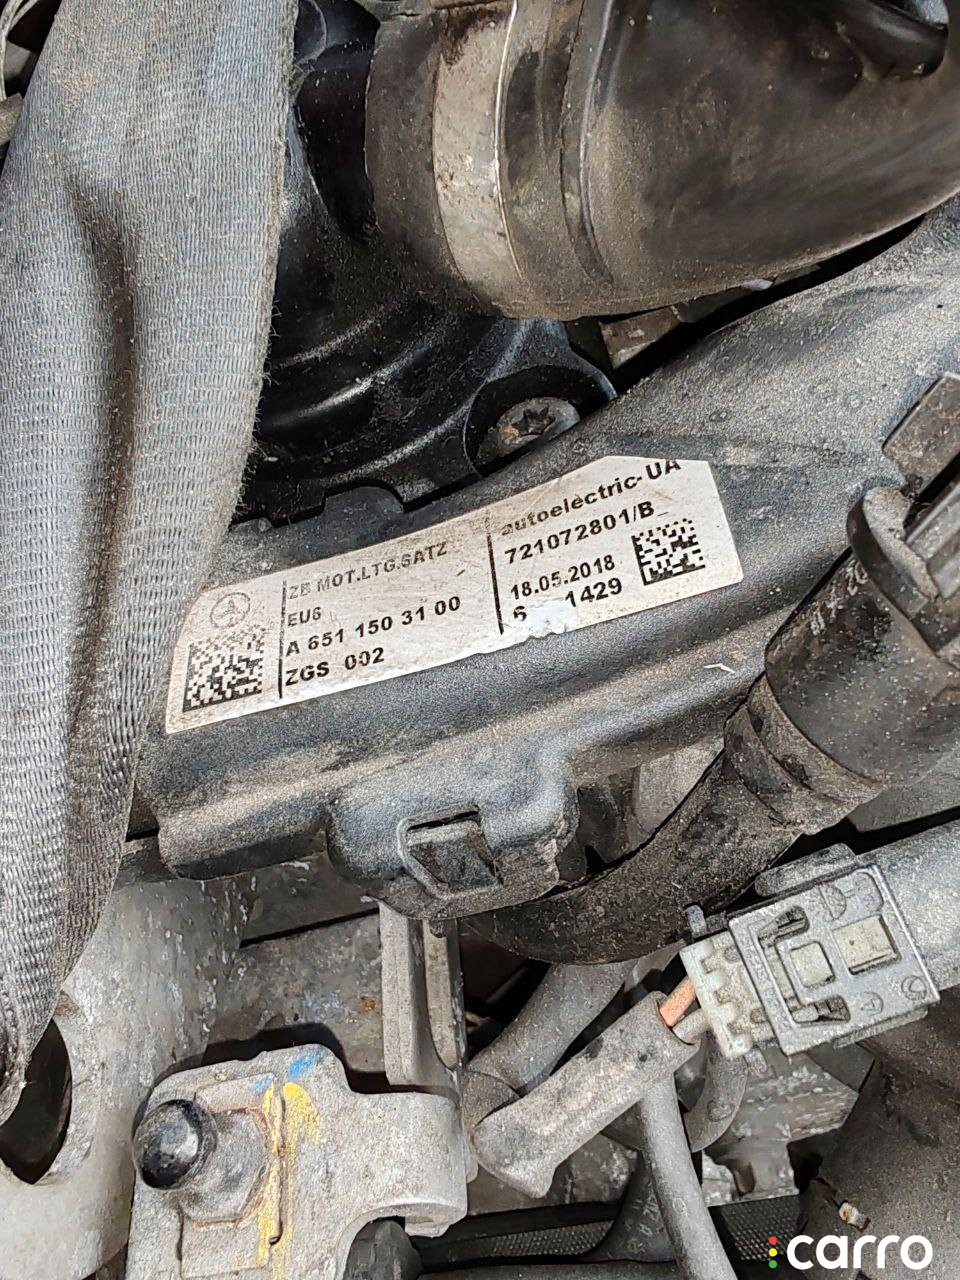 ZB MOT.LTG.SATZ
EU6
A 651 150 31 00
ZGS 002
autoelectric-UA
721072801/B
18.05.2018
6 1429
carro